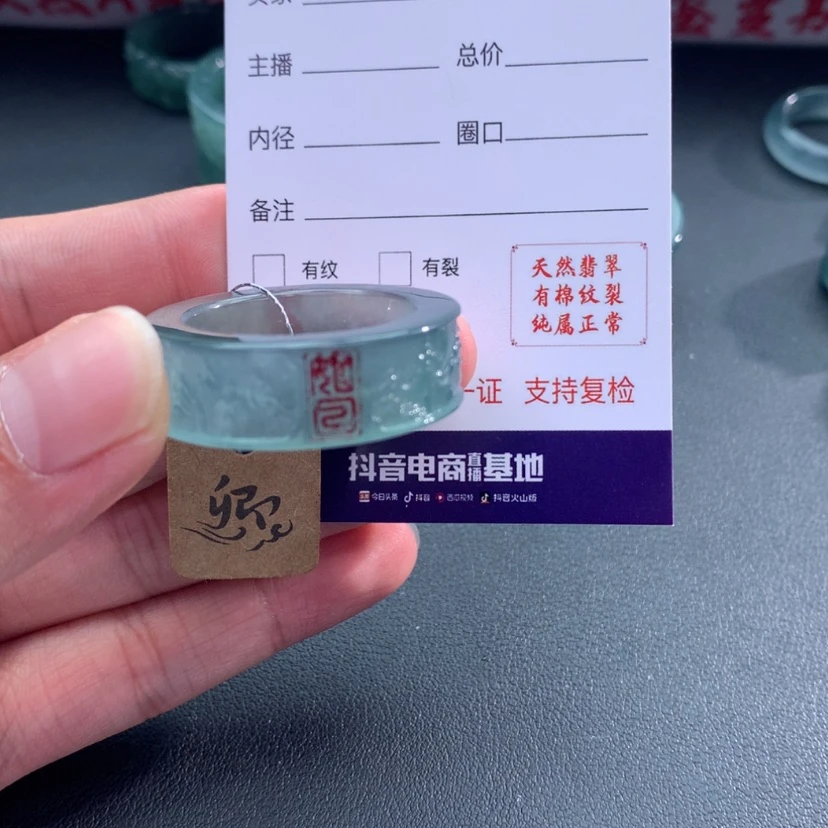 主播 总价
内径 圈口
备注
有纹 有裂
天然翡翠
有棉纹裂
纯属正常
一证 支持复检
抖音电商直播基地
今日头条 抖音 西瓜视频 抖音火山版
卿